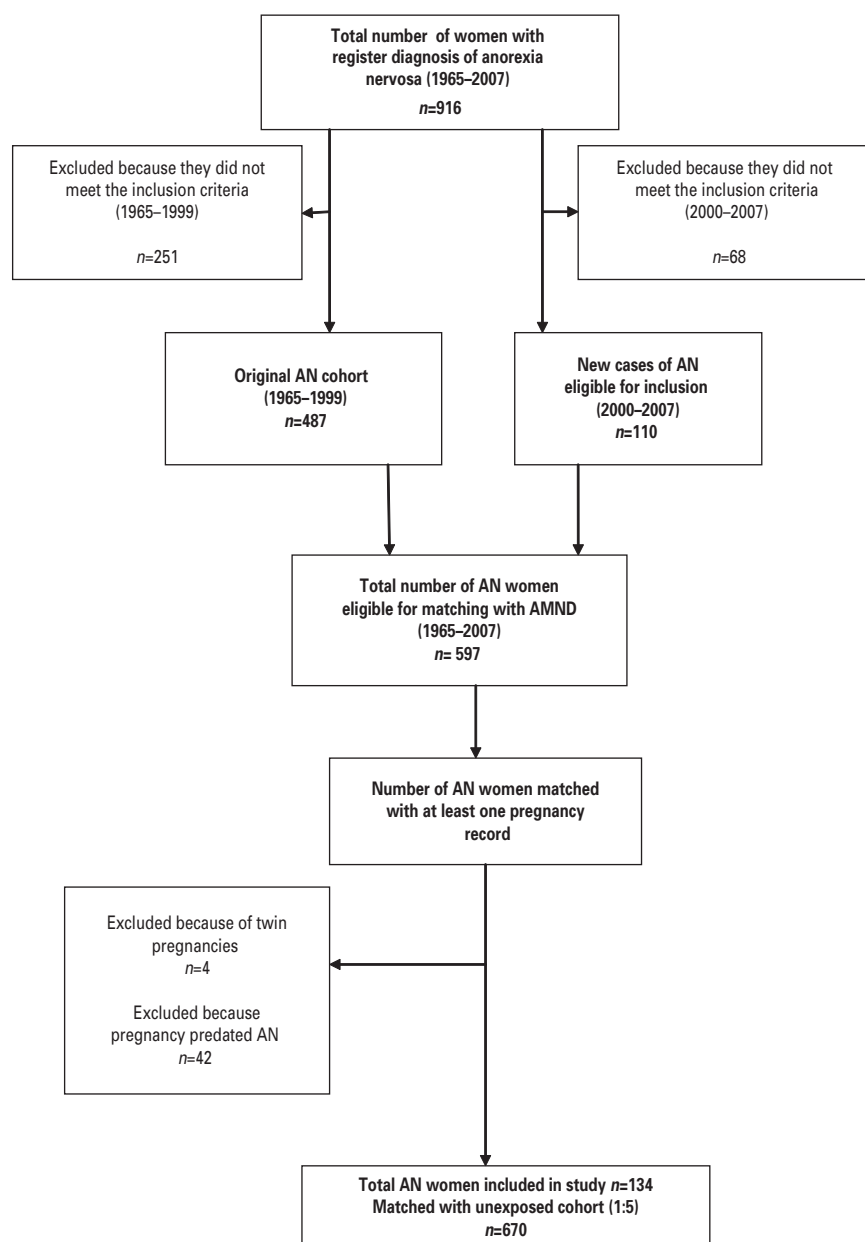 Total number of women with
register diagnosis of anorexia
nervosa (1965–2007)
n=916
Excluded because they did not
meet the inclusion criteria
(1965–1999)
n=251
Excluded because they did not
meet the inclusion criteria
(2000–2007)
n=68
Original AN cohort
(1965–1999)
n=487
New cases of AN
eligible for inclusion
(2000–2007)
n=110
Total number of AN women
eligible for matching with AMND
(1965–2007)
n= 597
Number of AN women matched
with at least one pregnancy
record
Excluded because of twin
pregnancies
n=4
Excluded because
pregnancy predated AN
n=42
Total AN women included in study n=134
Matched with unexposed cohort (1:5)
n=670